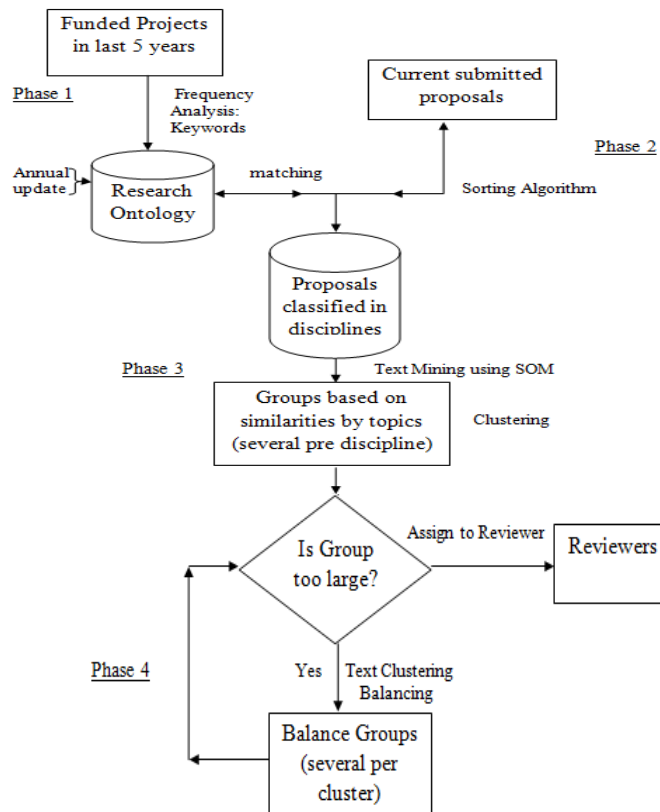 Funded Projects
in last 5 years
Phase 1
Frequency
Analysis:
Keywords
Current submitted
proposals
Phase 2
Annual
update
Research
Ontology
matching
Sorting Algorithm
Proposals
classified in
disciplines
Phase 3
Text Mining using SOM
Groups based on
similarities by topics
(several pre discipline)
Clustering
Is Group
too large?
Assign to Reviewer
Reviewers
Phase 4
Yes
Text Clustering
Balancing
Balance Groups
(several per
cluster)